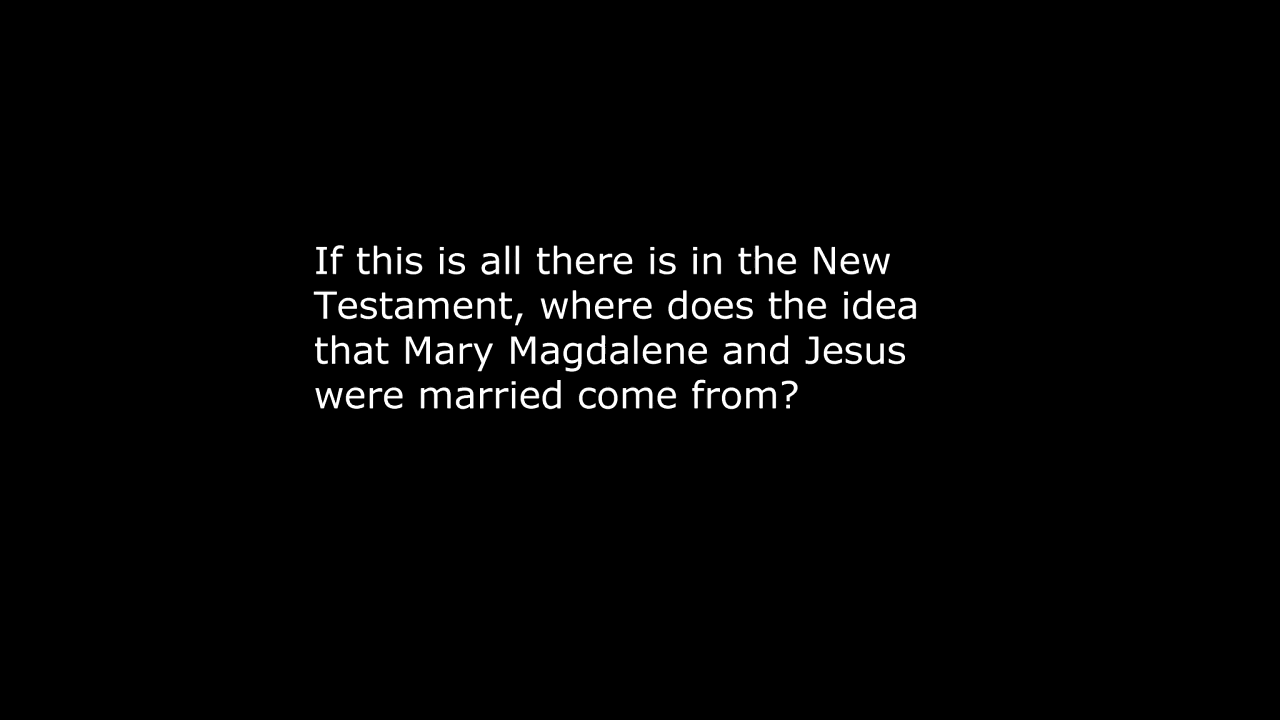 If this is all there is in the New
Testament, where does the idea
that Mary Magdalene and Jesus
were married come from?